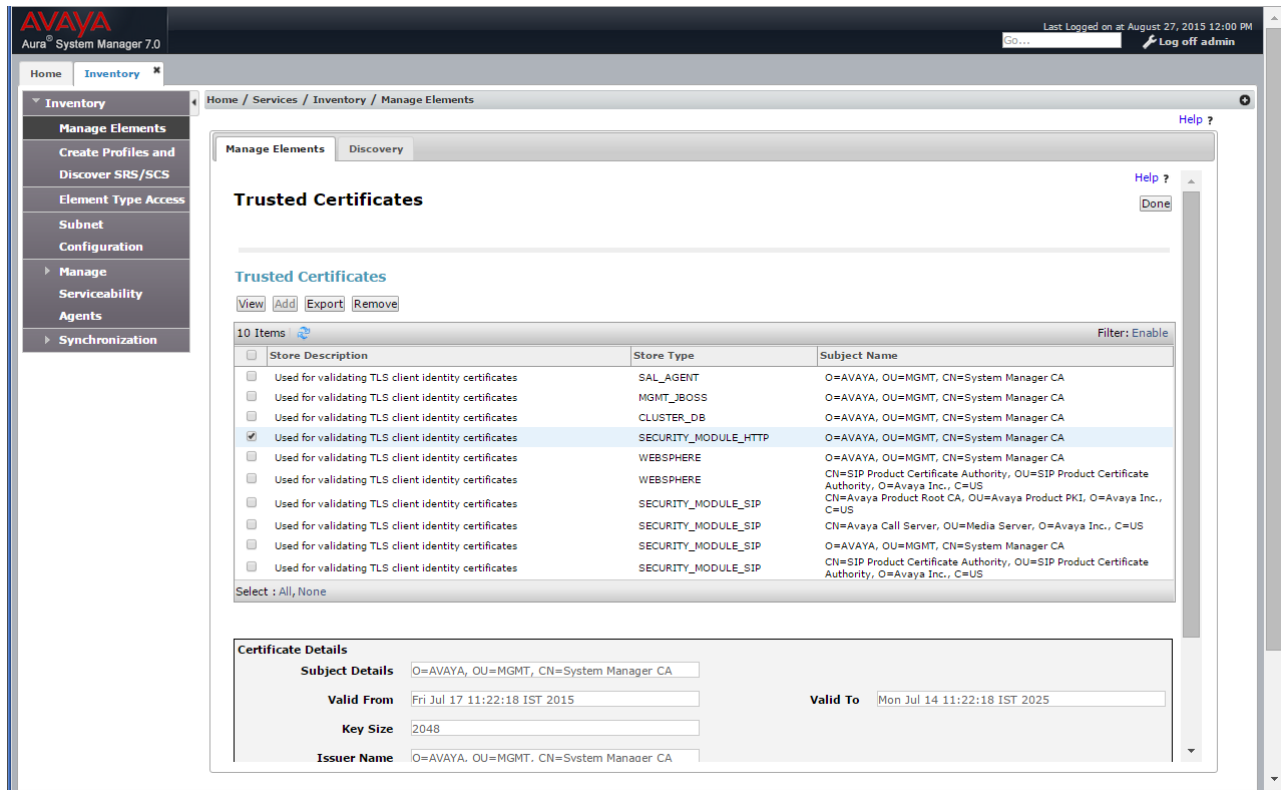 AVAYA
Aura® System Manager 7.0
Last Logged on at August 27, 2015 12:00 PM
Go...
Log off admin
Home
Inventory
Inventory
Manage Elements
Create Profiles and
Discover SRS/SCS
Element Type Access
Subnet
Configuration
Manage
Serviceability
Agents
Synchronization
Home / Services / Inventory / Manage Elements
Help ?
Manage Elements
Discovery
Help ?
Trusted Certificates
Done
Trusted Certificates
View Add Export Remove
10 Items
Filter: Enable
Store Description Store Type Subject Name
Used for validating TLS client identity certificates SAL_AGENT O=AVAYA, OU=MGMT, CN=System Manager CA
Used for validating TLS client identity certificates MGMT_JBOSS O=AVAYA, OU=MGMT, CN=System Manager CA
Used for validating TLS client identity certificates CLUSTER_DB O=AVAYA, OU=MGMT, CN=System Manager CA
Used for validating TLS client identity certificates SECURITY_MODULE_HTTP O=AVAYA, OU=MGMT, CN=System Manager CA
Used for validating TLS client identity certificates WEBSPHERE O=AVAYA, OU=MGMT, CN=System Manager CA
Used for validating TLS client identity certificates WEBSPHERE CN=SIP Product Certificate Authority, OU=SIP Product Certificate
Authority, O=Avaya Inc., C=US
Used for validating TLS client identity certificates SECURITY_MODULE_SIP CN=Avaya Product Root CA, OU=Avaya Product PKI, O=Avaya Inc.,
C=US
Used for validating TLS client identity certificates SECURITY_MODULE_SIP CN=Avaya Call Server, OU=Media Server, O=Avaya Inc., C=US
Used for validating TLS client identity certificates SECURITY_MODULE_SIP O=AVAYA, OU=MGMT, CN=System Manager CA
Used for validating TLS client identity certificates SECURITY_MODULE_SIP CN=SIP Product Certificate Authority, OU=SIP Product Certificate
Authority, O=Avaya Inc., C=US
Select : All, None
Certificate Details
Subject Details O=AVAYA, OU=MGMT, CN=System Manager CA
Valid From Fri Jul 17 11:22:18 IST 2015 Valid To Mon Jul 14 11:22:18 IST 2025
Key Size 2048
Issuer Name O=AVAYA, OU=MGMT, CN=System Manager CA